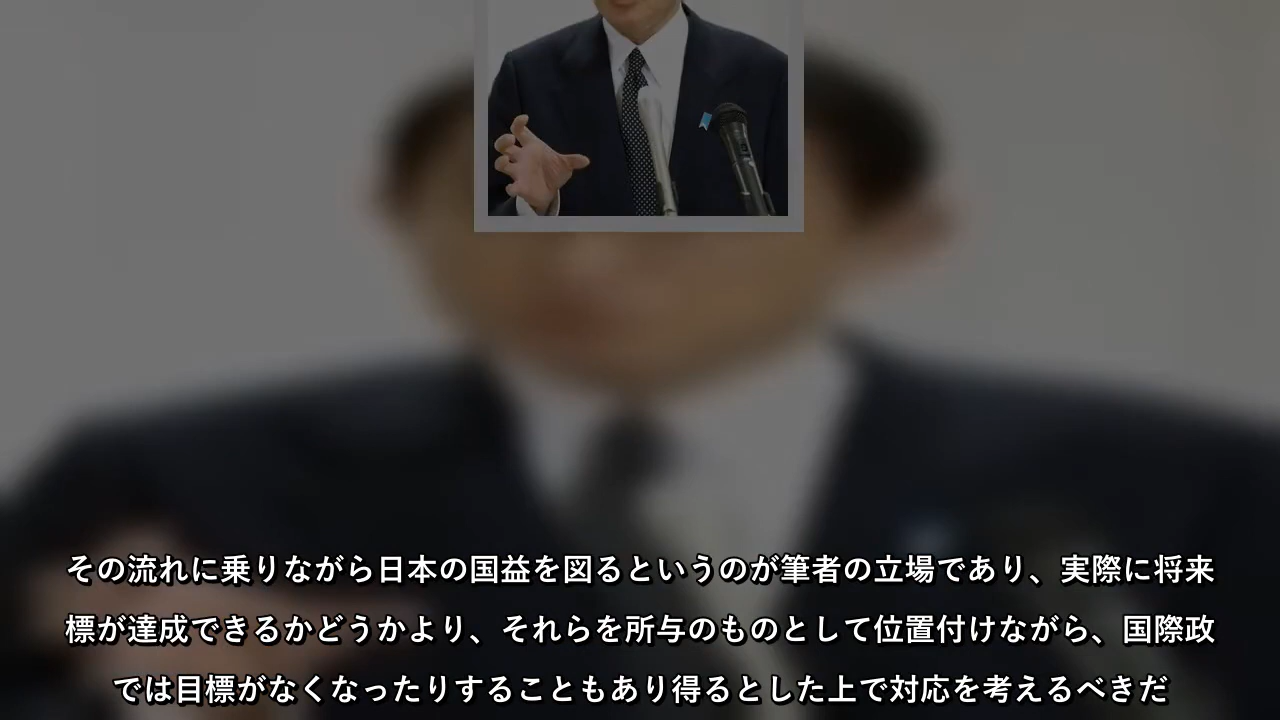 その流れに乗りながら日本の国益を図るというのが筆者の立場であり、実際に将来
標が達成できるかどうかより、それらを所与のものとして位置付けながら、国際政
では目標がなくなったりすることもあり得るとした上で対応を考えるべきだ